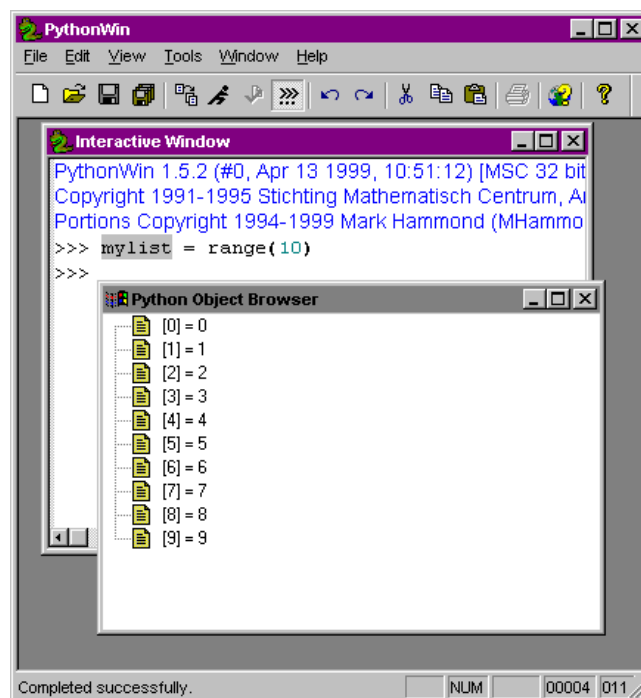 PythonWin
File Edit View Tools Window Help
Interactive Window
PythonWin 1.5.2 (#0, Apr 13 1999, 10:51:12) [MSC 32 bit
Copyright 1991-1995 Stichting Mathematisch Centrum, A
Portions Copyright 1994-1999 Mark Hammond (MHammo
>>> mylist = range(10)
>>>
Python Object Browser
[0] = 0
[1] = 1
[2] = 2
[3] = 3
[4] = 4
[5] = 5
[6] = 6
[7] = 7
[8] = 8
[9] = 9
Completed successfully. NUM 00004 011